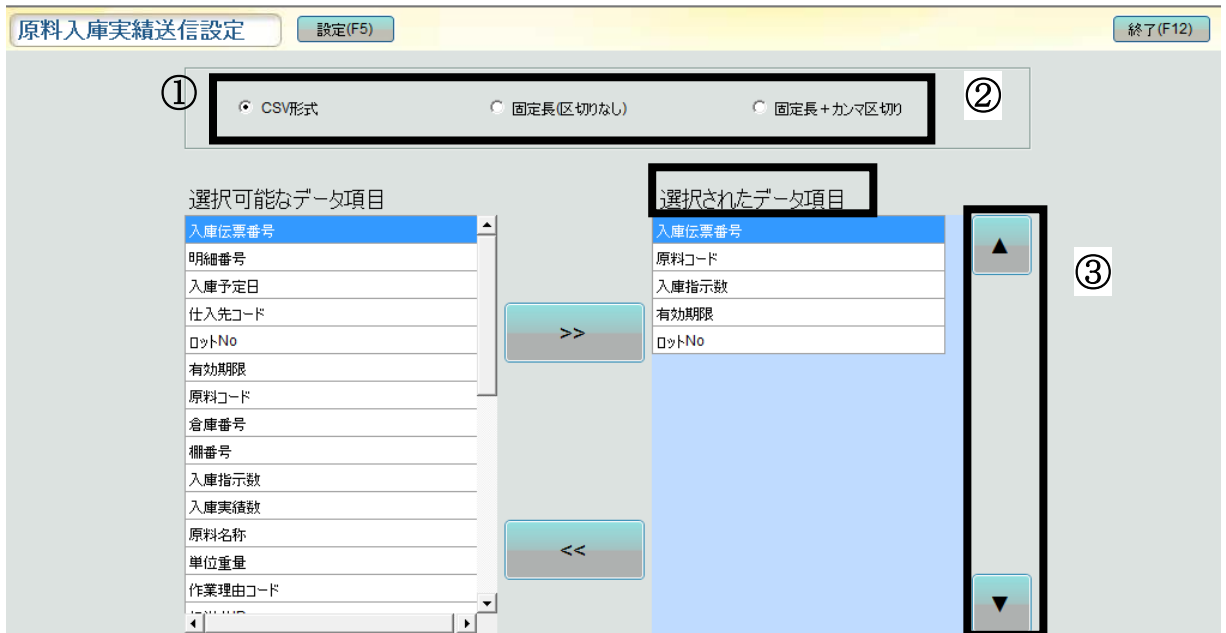 原料入庫実績送信設定 設定(F5) 終了(F12)
① ②
CSV形式 固定長(区切りなし) 固定長+カンマ区切り
選択可能なデータ項目 選択されたデータ項目
入庫伝票番号 入庫伝票番号 ▲
明細番号 原料コード ③
入庫予定日 入庫指示数
仕入先コード 有効期限
>>
ロットNo ロットNo
有効期限
原料コード
倉庫番号
棚番号
入庫指示数
入庫実績数
原料名称
<<
単位重量
作業理由コード ▼